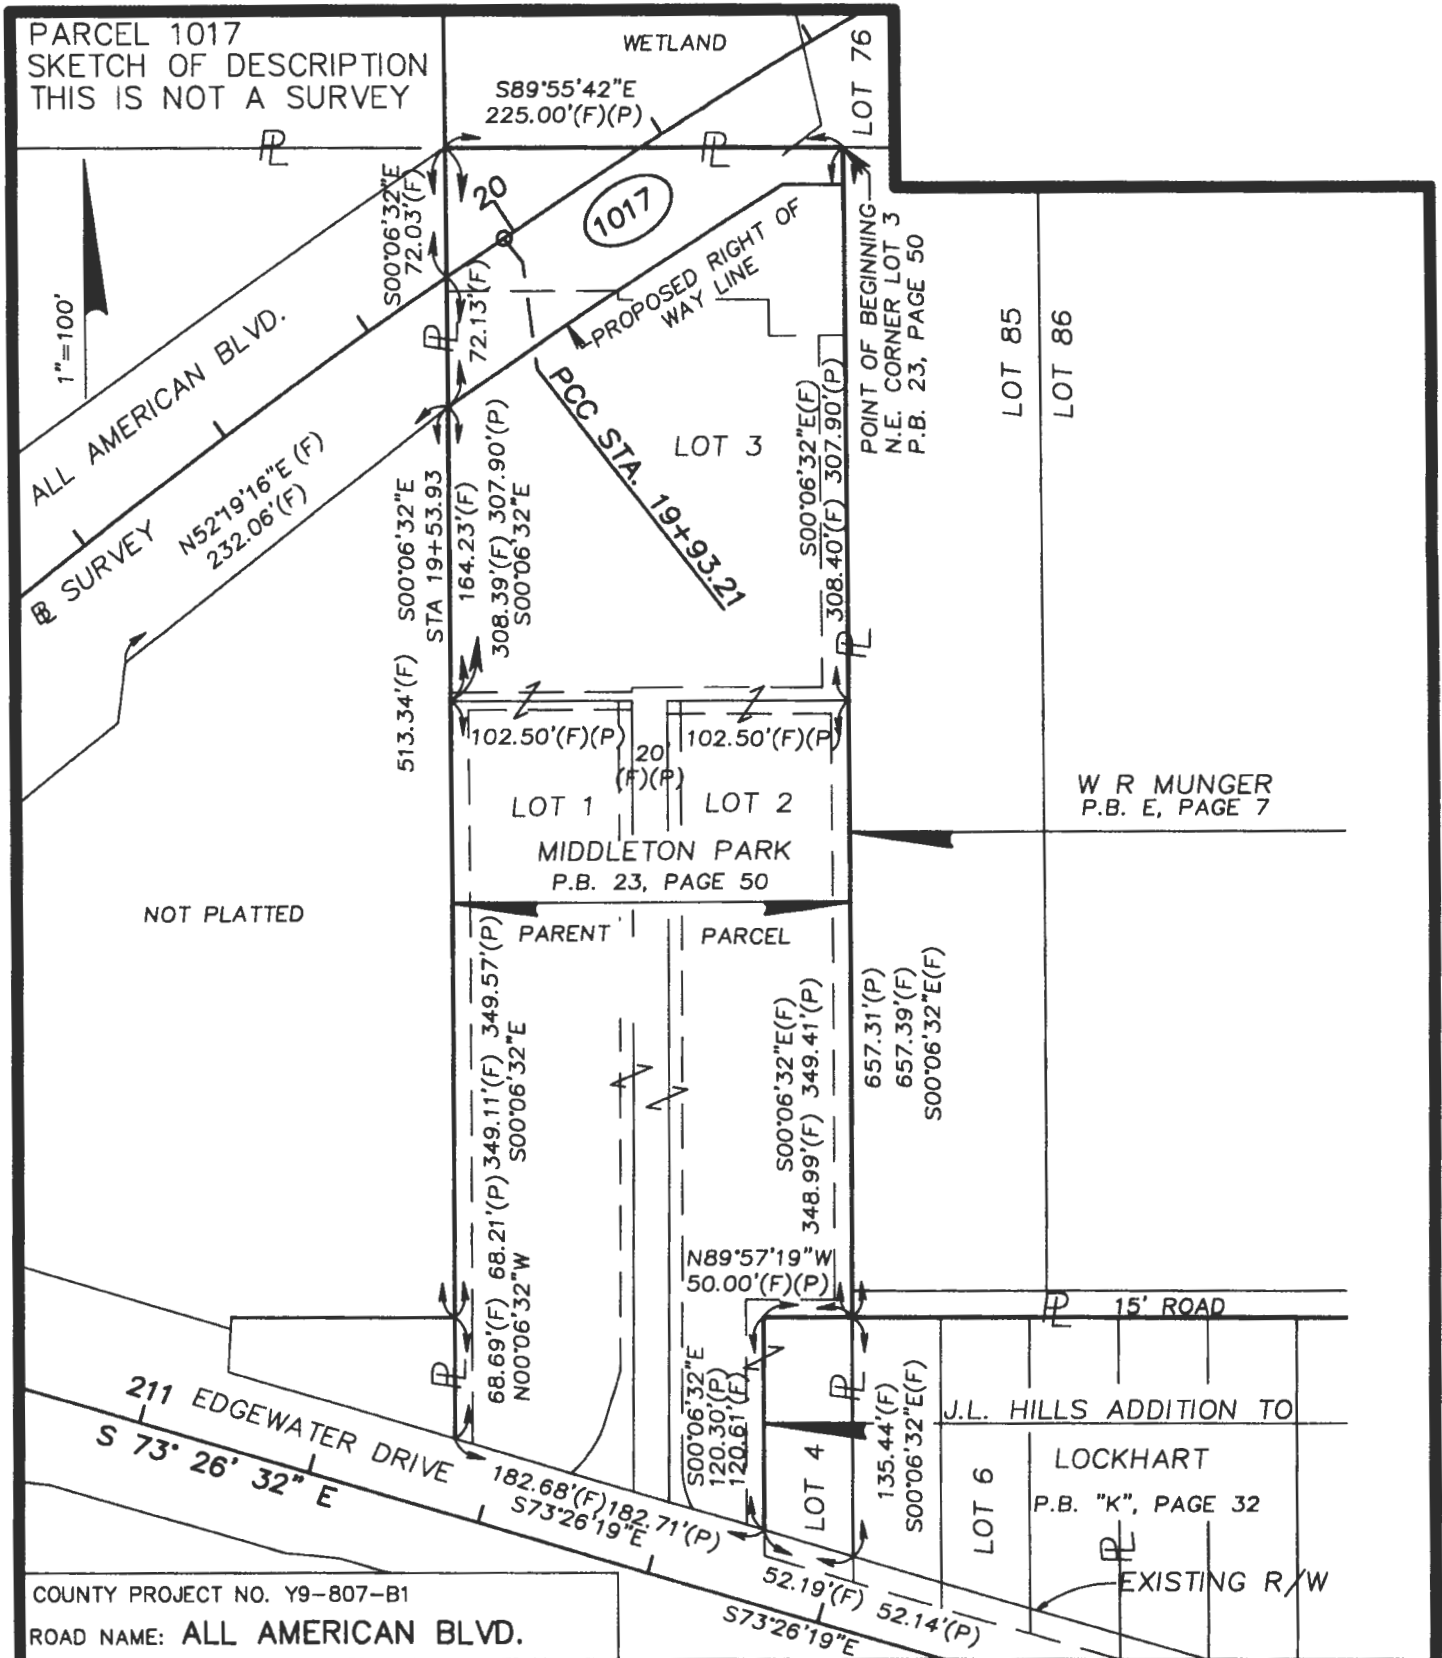 PARCEL 1017
SKETCH OF DESCRIPTION
THIS IS NOT A SURVEY
WETLAND
LOT 76
S89°55'42"E
225.00'(F)(P)
PL
PL
1"=100'
S00°06'32"E
72.03'(F)
20
1017
PROPOSED RIGHT OF
WAY LINE
POINT OF BEGINNING
N.E. CORNER LOT 3
P.B. 23, PAGE 50
LOT 85
LOT 86
72.13'(F)
PL
ALL AMERICAN BLVD.
BL SURVEY
N52°19'16"E (F)
232.06'(F)
PCC STA. 19+93.21
LOT 3
S00°06'32"E(F)
308.40'(F) 307.90'(P)
PL
513.34'(F) S00°06'32"E
STA 19+53.93
164.23'(F)
308.39'(F) 307.90'(P)
S00°06'32"E
102.50'(F)(P)
20'
(F)(P)
102.50'(F)(P)
LOT 1
LOT 2
W R MUNGER
P.B. E, PAGE 7
MIDDLETON PARK
P.B. 23, PAGE 50
NOT PLATTED
PARENT
PARCEL
349.11'(F) 349.57'(P)
S00°06'32"E
S00°06'32"E(F)
348.99'(F) 349.41'(P)
657.31'(P)
657.39'(F)
S00°06'32"E(F)
68.69'(F) 68.21'(P)
N00°06'32"W
N89°57'19"W
50.00'(F)(P)
PL
15' ROAD
PL
PL
S00°06'32"E
120.30'(P)
120.61'(F)
LOT 4
135.44'(F)
S00°06'32"E(F)
J.L. HILLS ADDITION TO
LOCKHART
P.B. "K", PAGE 32
LOT 6
PL
EXISTING R/W
211 EDGEWATER DRIVE
S 73° 26' 32" E
182.68'(F)182.71'(P)
S73°26'19"E
52.19'(F) 52.14'(P)
S73°26'19"E
COUNTY PROJECT NO. Y9-807-B1
ROAD NAME: ALL AMERICAN BLVD.